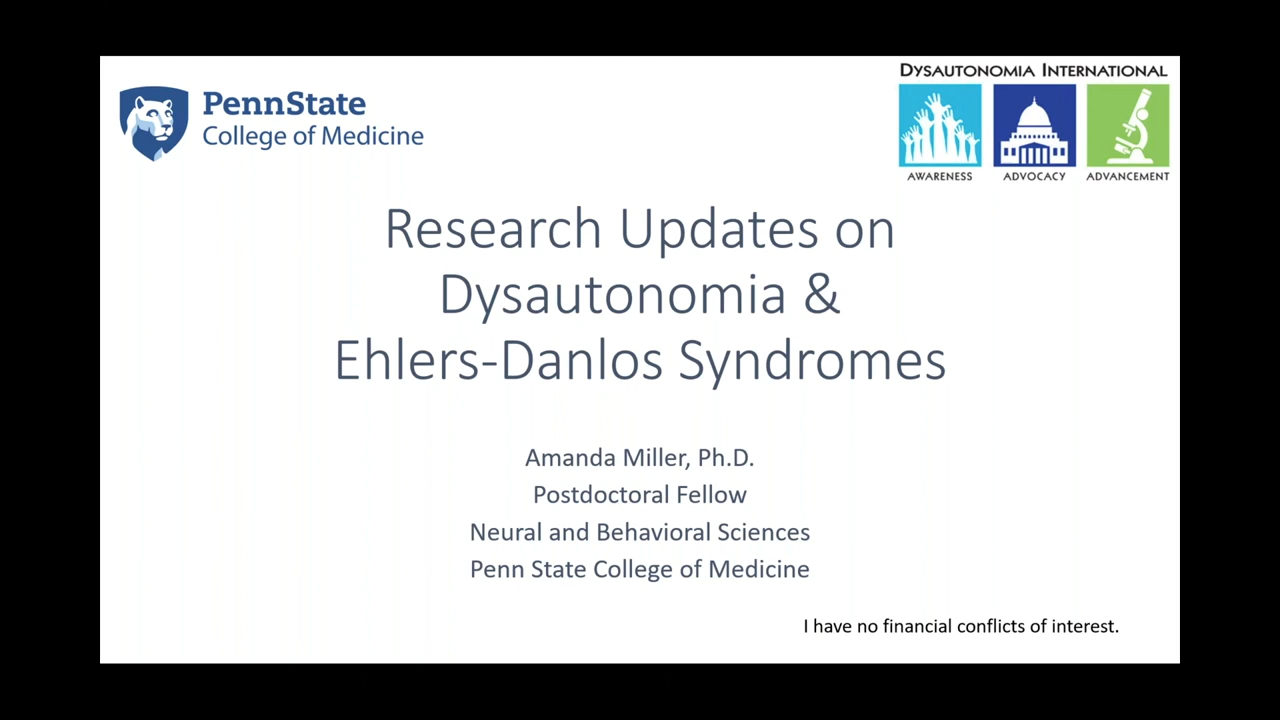 PennState
College of Medicine
DYSAUTONOMIA INTERNATIONAL
AWARENESS ADVOCACY ADVANCEMENT
Research Updates on
Dysautonomia &
Ehlers-Danlos Syndromes
Amanda Miller, Ph.D.
Postdoctoral Fellow
Neural and Behavioral Sciences
Penn State College of Medicine
I have no financial conflicts of interest.